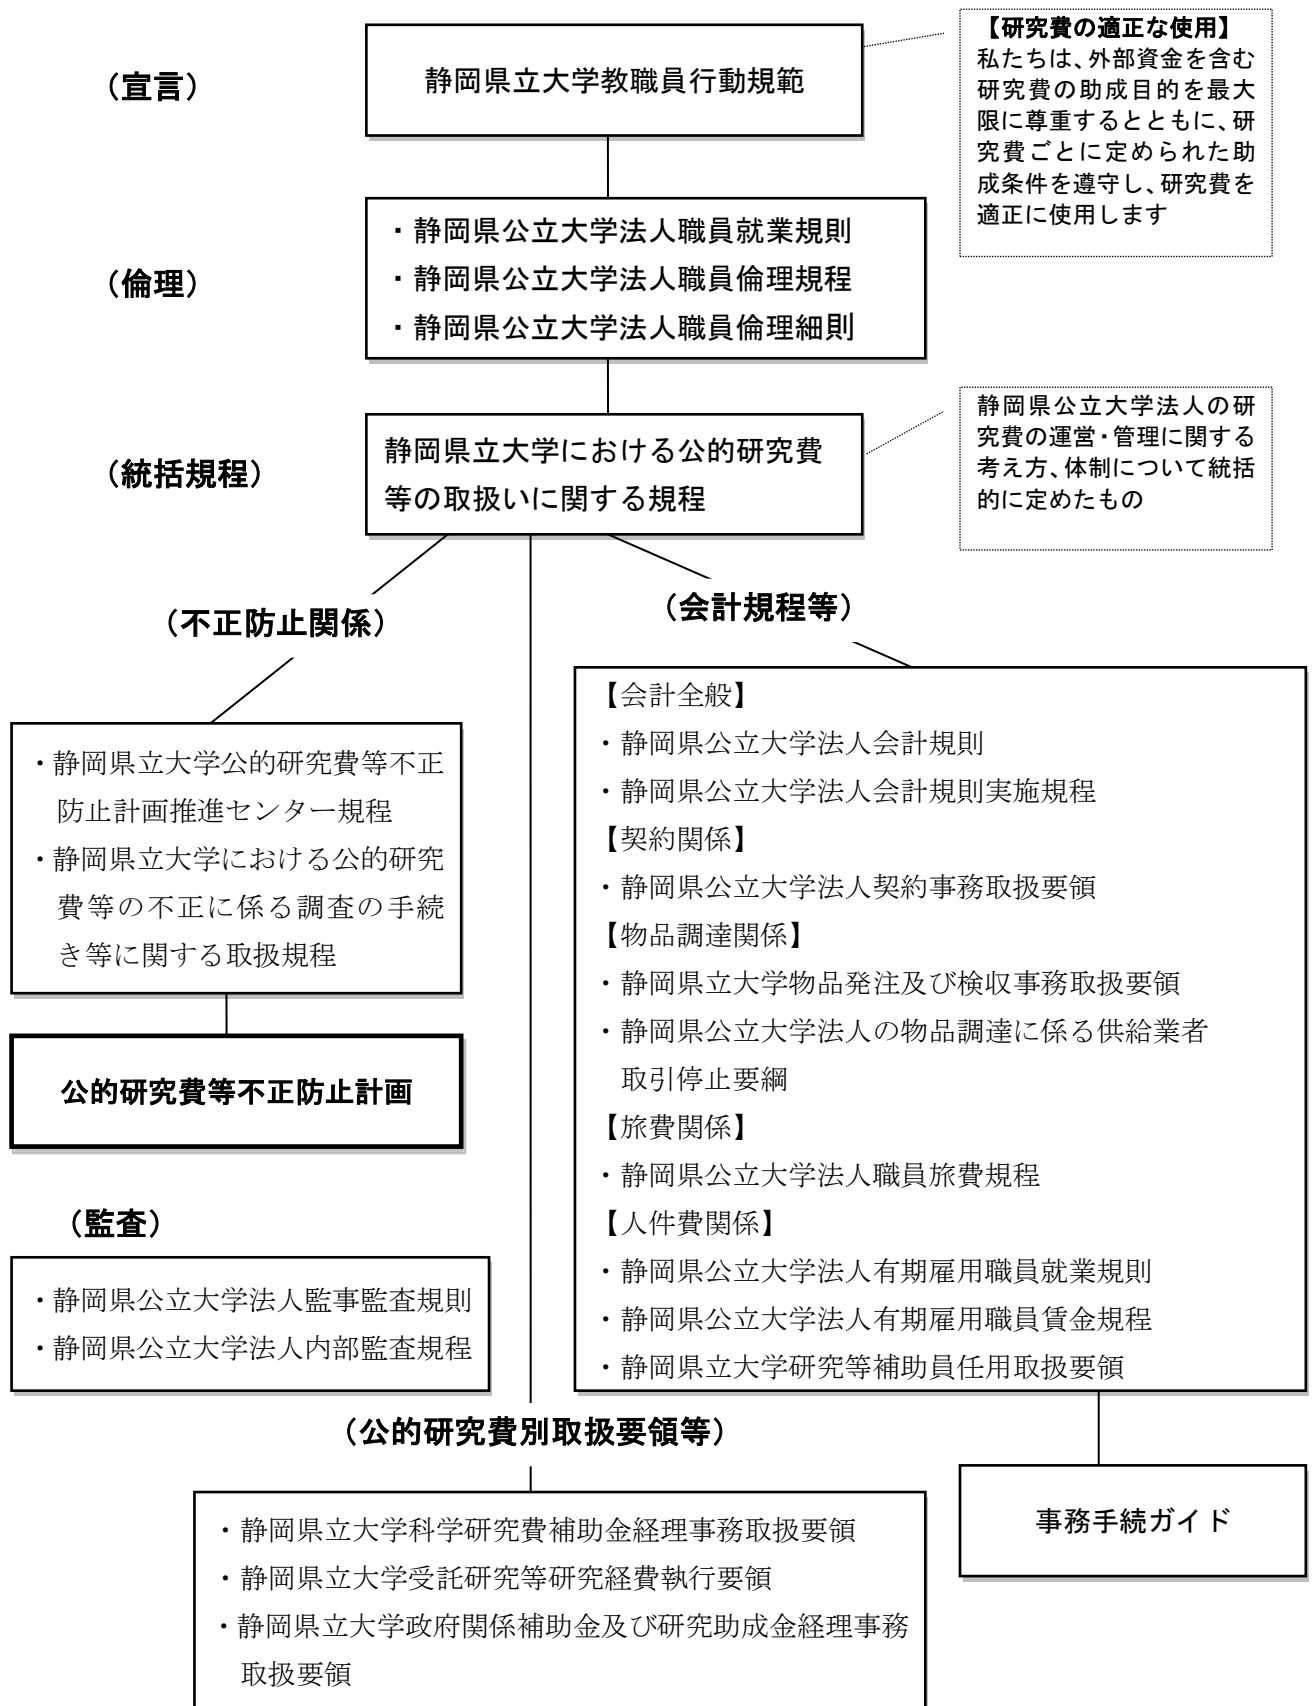 （宣言）
静岡県立大学教職員行動規範
【研究費の適正な使用】
私たちは、外部資金を含む
研究費の助成目的を最大
限に尊重するとともに、研
究費ごとに定められた助
成条件を遵守し、研究費を
適正に使用します
（倫理）
・静岡県公立大学法人職員就業規則
・静岡県公立大学法人職員倫理規程
・静岡県公立大学法人職員倫理細則
（統括規程）
静岡県立大学における公的研究費
等の取扱いに関する規程
静岡県公立大学法人の研
究費の運営・管理に関する
考え方、体制について統括
的に定めたもの
（不正防止関係）
・静岡県立大学公的研究費等不正
防止計画推進センター規程
・静岡県立大学における公的研究
費等の不正に係る調査の手続
き等に関する取扱規程
公的研究費等不正防止計画
（監査）
・静岡県公立大学法人監事監査規則
・静岡県公立大学法人内部監査規程
（会計規程等）
【会計全般】
・静岡県公立大学法人会計規則
・静岡県公立大学法人会計規則実施規程
【契約関係】
・静岡県公立大学法人契約事務取扱要領
【物品調達関係】
・静岡県立大学物品発注及び検収事務取扱要領
・静岡県公立大学法人の物品調達に係る供給業者
取引停止要綱
【旅費関係】
・静岡県公立大学法人職員旅費規程
【人件費関係】
・静岡県公立大学法人有期雇用職員就業規則
・静岡県公立大学法人有期雇用職員賃金規程
・静岡県立大学研究等補助員任用取扱要領
（公的研究費別取扱要領等）
・静岡県立大学科学研究費補助金経理事務取扱要領
・静岡県立大学受託研究等研究経費執行要領
・静岡県立大学政府関係補助金及び研究助成金経理事務
取扱要領
事務手続ガイド